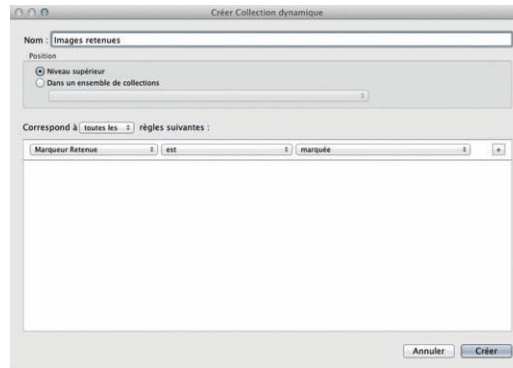 Créer Collection dynamique
Nom : Images retenues
Position
Niveau supérieur
Dans un ensemble de collections
Correspond à toutes les règles suivantes :
Marqueur Retenue est marquée +
Annuler Créer